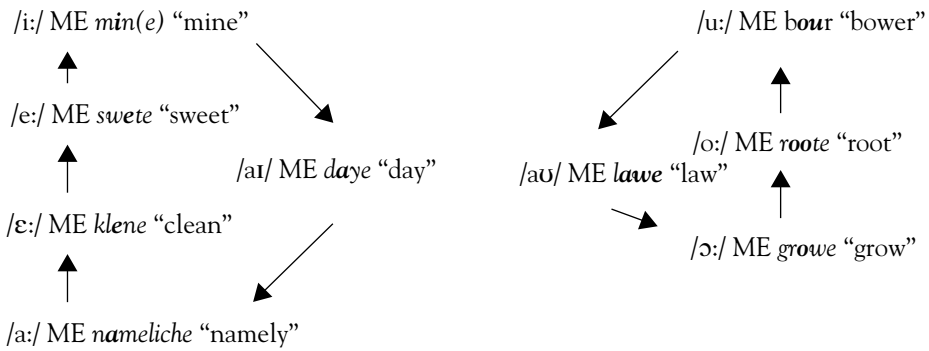 /i:/ ME min(e) “mine”
/e:/ ME swete “sweet”
/aɪ/ ME daye “day”
/ɛ:/ ME klene “clean”
/a:/ ME nameliche “namely”
/u:/ ME bour “bower”
/o:/ ME roote “root”
/aʊ/ ME lawe “law”
/ɔ:/ ME growe “grow”